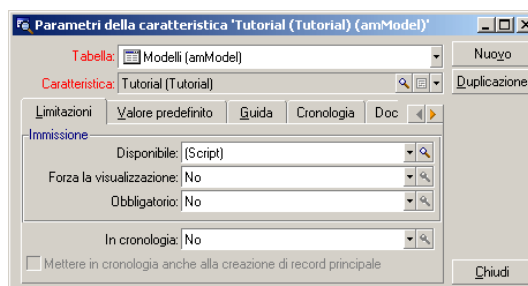 Parametri della caratteristica 'Tutorial (Tutorial) (amModel)'
Tabella: Modelli (amModel) Nuovo
Caratteristica: Tutorial (Tutorial) Duplicazione
Limitazioni Valore predefinito Guida Cronologia Doc
Immissione
Disponibile: (Script)
Forza la visualizzazione: No
Obbligatorio: No
In cronologia: No
Mettere in cronologia anche alla creazione di record principale
Chiudi